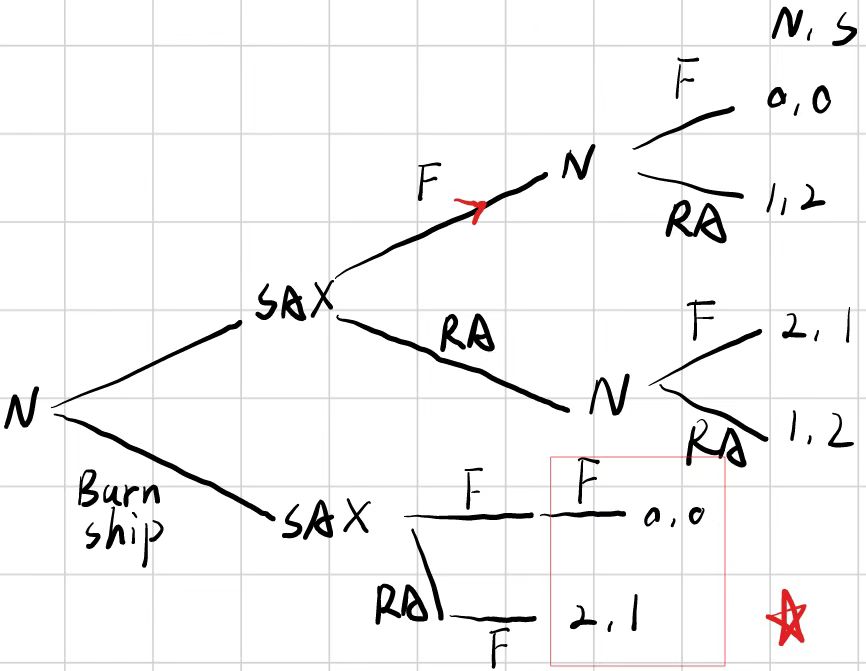 N, S
F
0, 0
F
N
RA
1, 2
SAX
RA
F
2, 1
N
N
RA
1, 2
Burn
ship
SAX
F
F
0, 0
RA
F
2, 1